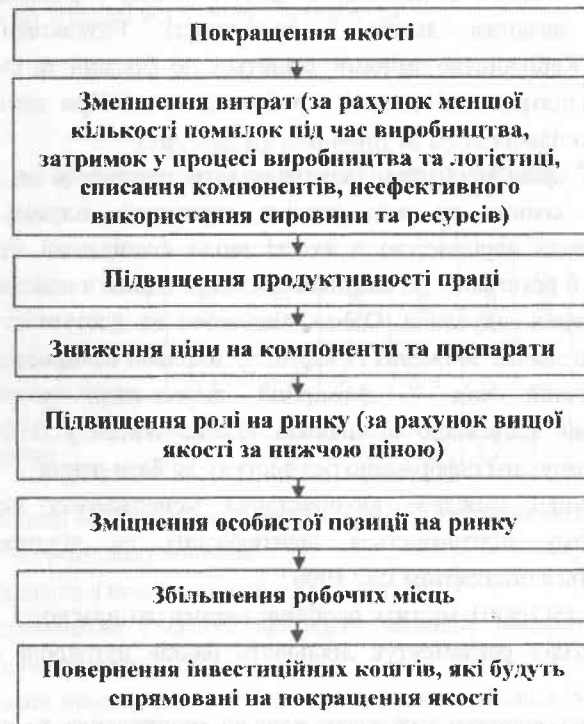 Покращення якості
Зменшення витрат (за рахунок меншої
кількості помилок під час виробництва,
затримок у процесі виробництва та логістиці,
списання компонентів, неефективного
використання сировини та ресурсів)
Підвищення продуктивності праці
Зниження ціни на компоненти та препарати
Підвищення ролі на ринку (за рахунок вищої
якості за нижчою ціною)
Зміцнення особистої позиції на ринку
Збільшення робочих місць
Повернення інвестиційних коштів, які будуть
спрямовані на покращення якості